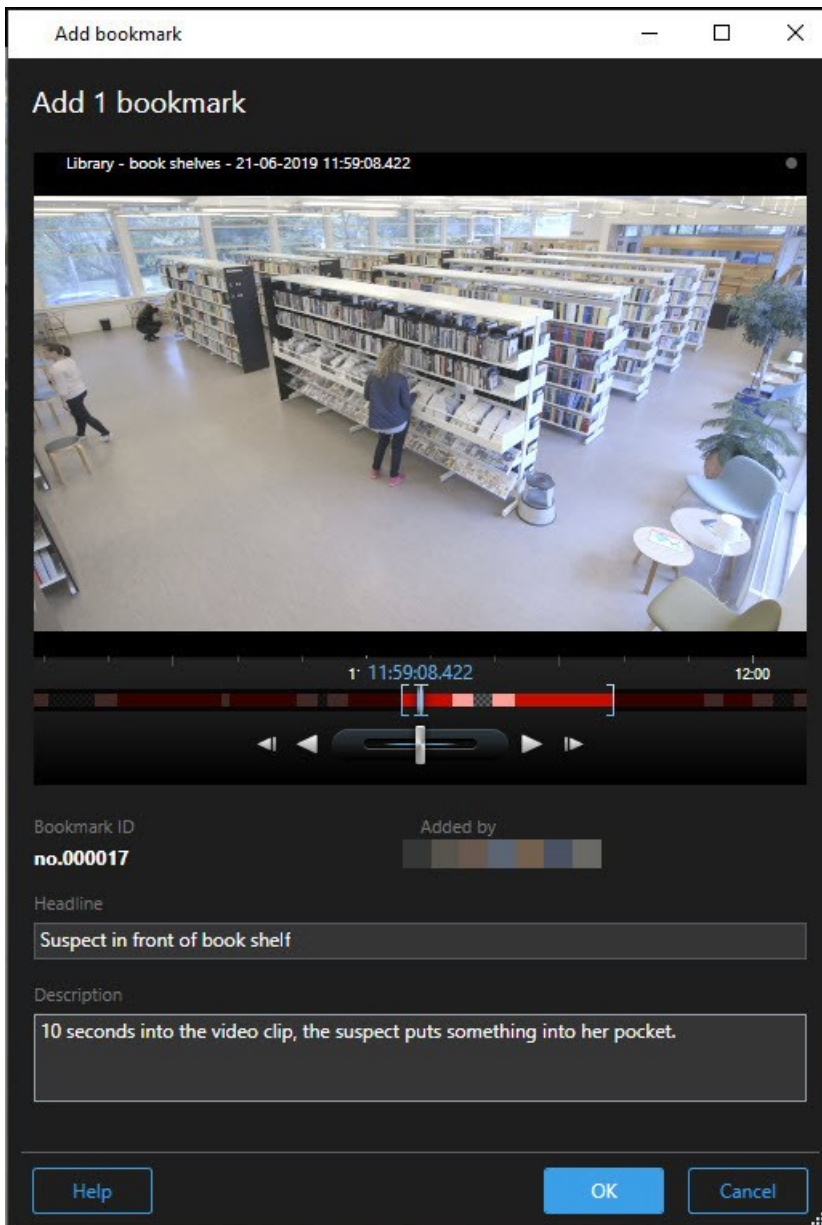 Add bookmark
Add 1 bookmark
Library - book shelves - 21-06-2019 11:59:08.422
11:59:08.422
12:00
Bookmark ID
Added by
no.000017
Headline
Suspect in front of book shelf
Description
10 seconds into the video clip, the suspect puts something into her pocket.
Help
OK
Cancel